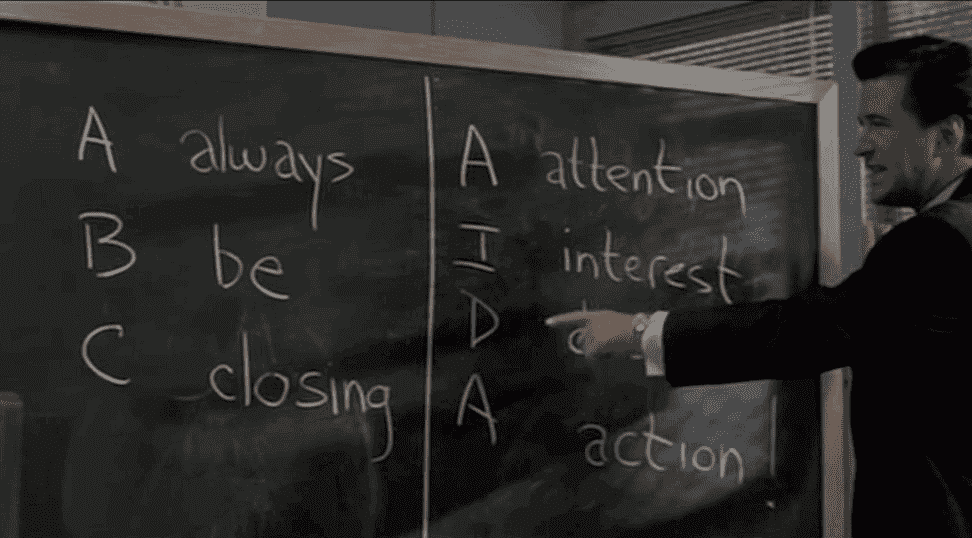 A always
B be
C closing
A attention
I interest
D
A action